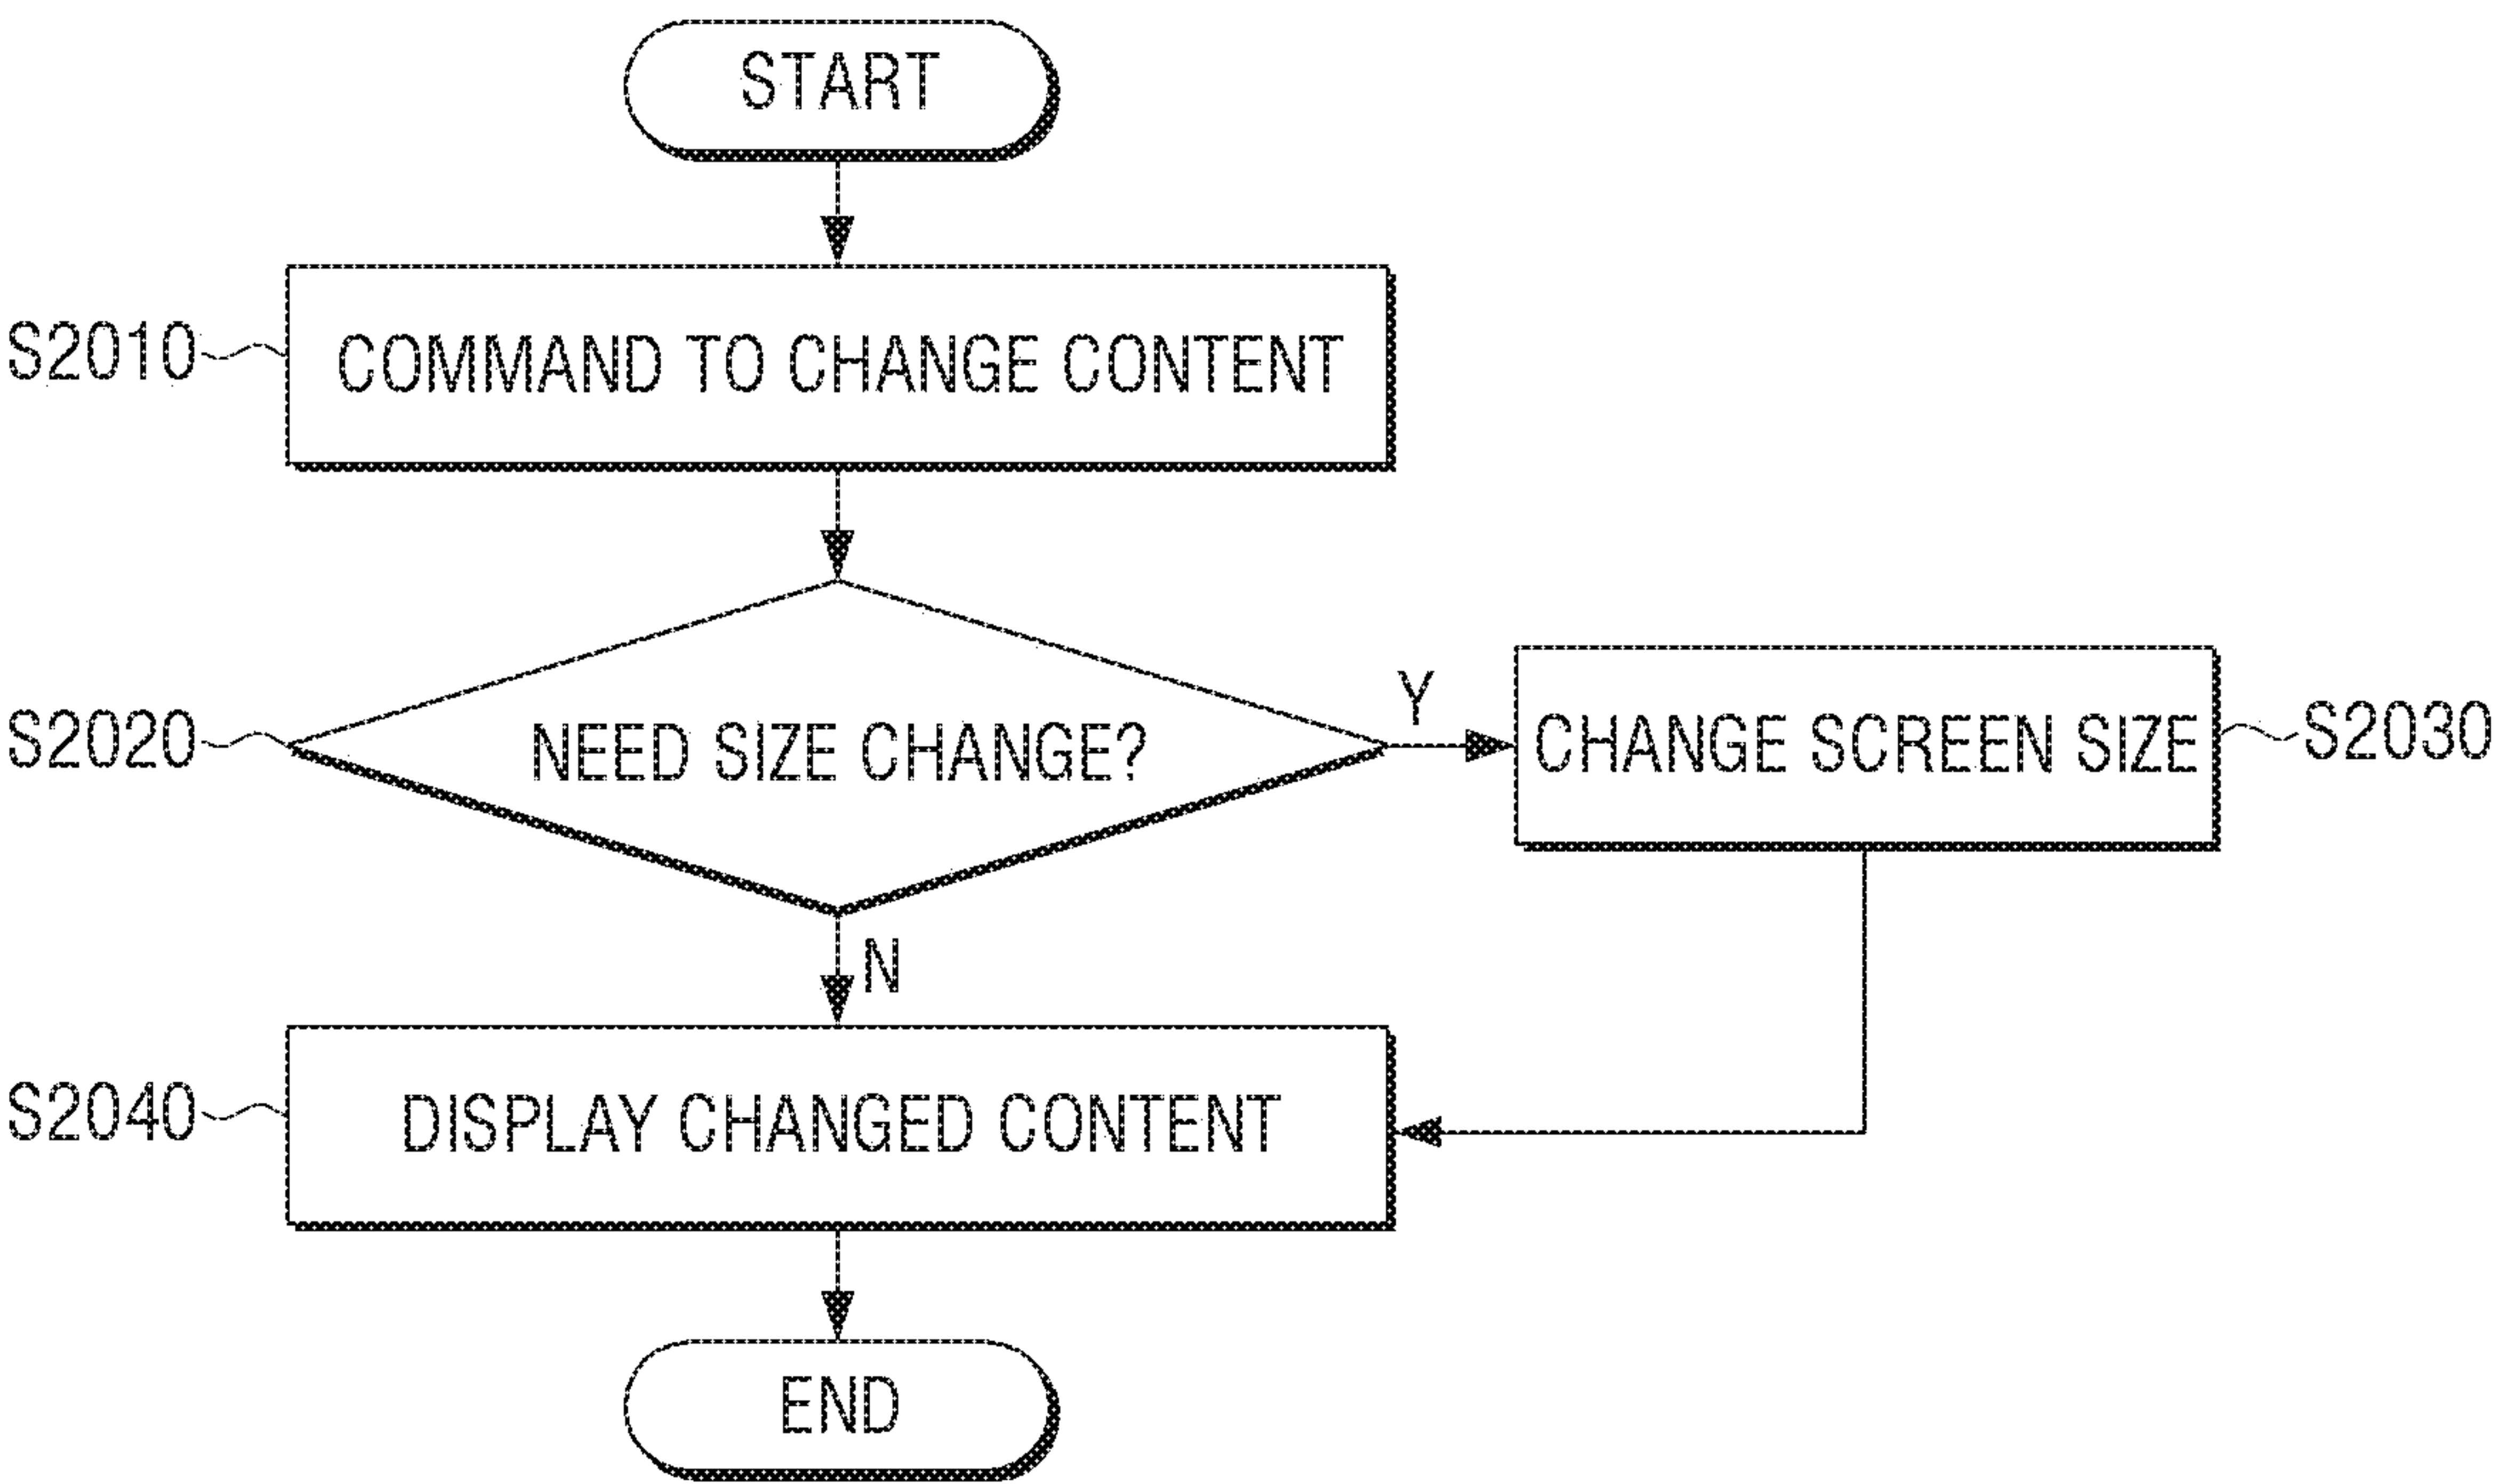 START
S2010
COMMAND TO CHANGE CONTENT
S2020
NEED SIZE CHANGE?
Y
CHANGE SCREEN SIZE
S2030
N
S2040
DISPLAY CHANGED CONTENT
END